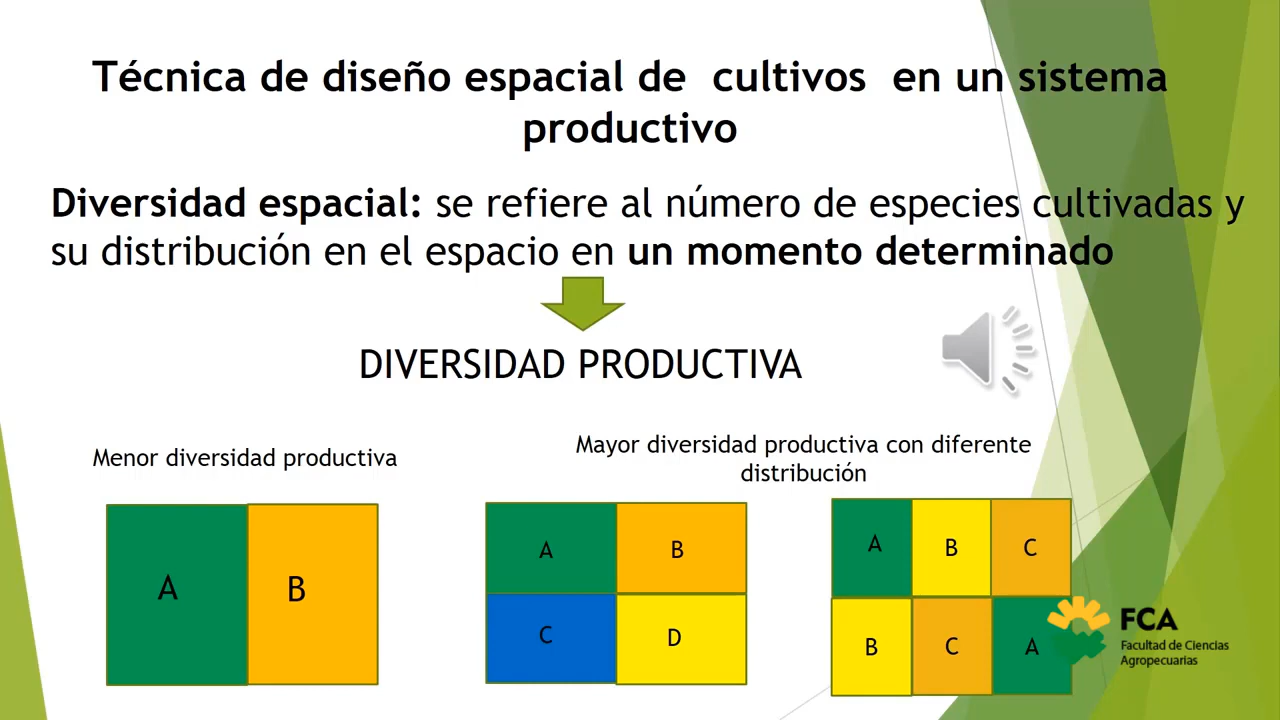 Técnica de diseño espacial de cultivos en un sistema
productivo
Diversidad espacial: se refiere al número de especies cultivadas y
su distribución en el espacio en un momento determinado
DIVERSIDAD PRODUCTIVA
Menor diversidad productiva
Mayor diversidad productiva con diferente
distribución
A B
A B
C D
A B C
B C A
FCA
Facultad de Ciencias
Agropecuarias